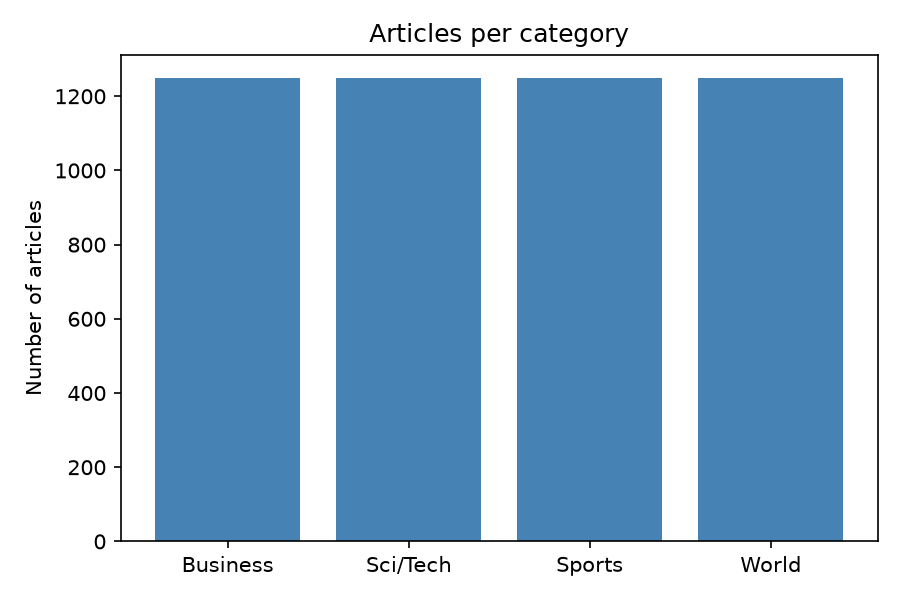 Articles per category
Number of articles
1200
1000
800
600
400
200
0
Business
Sci/Tech
Sports
World